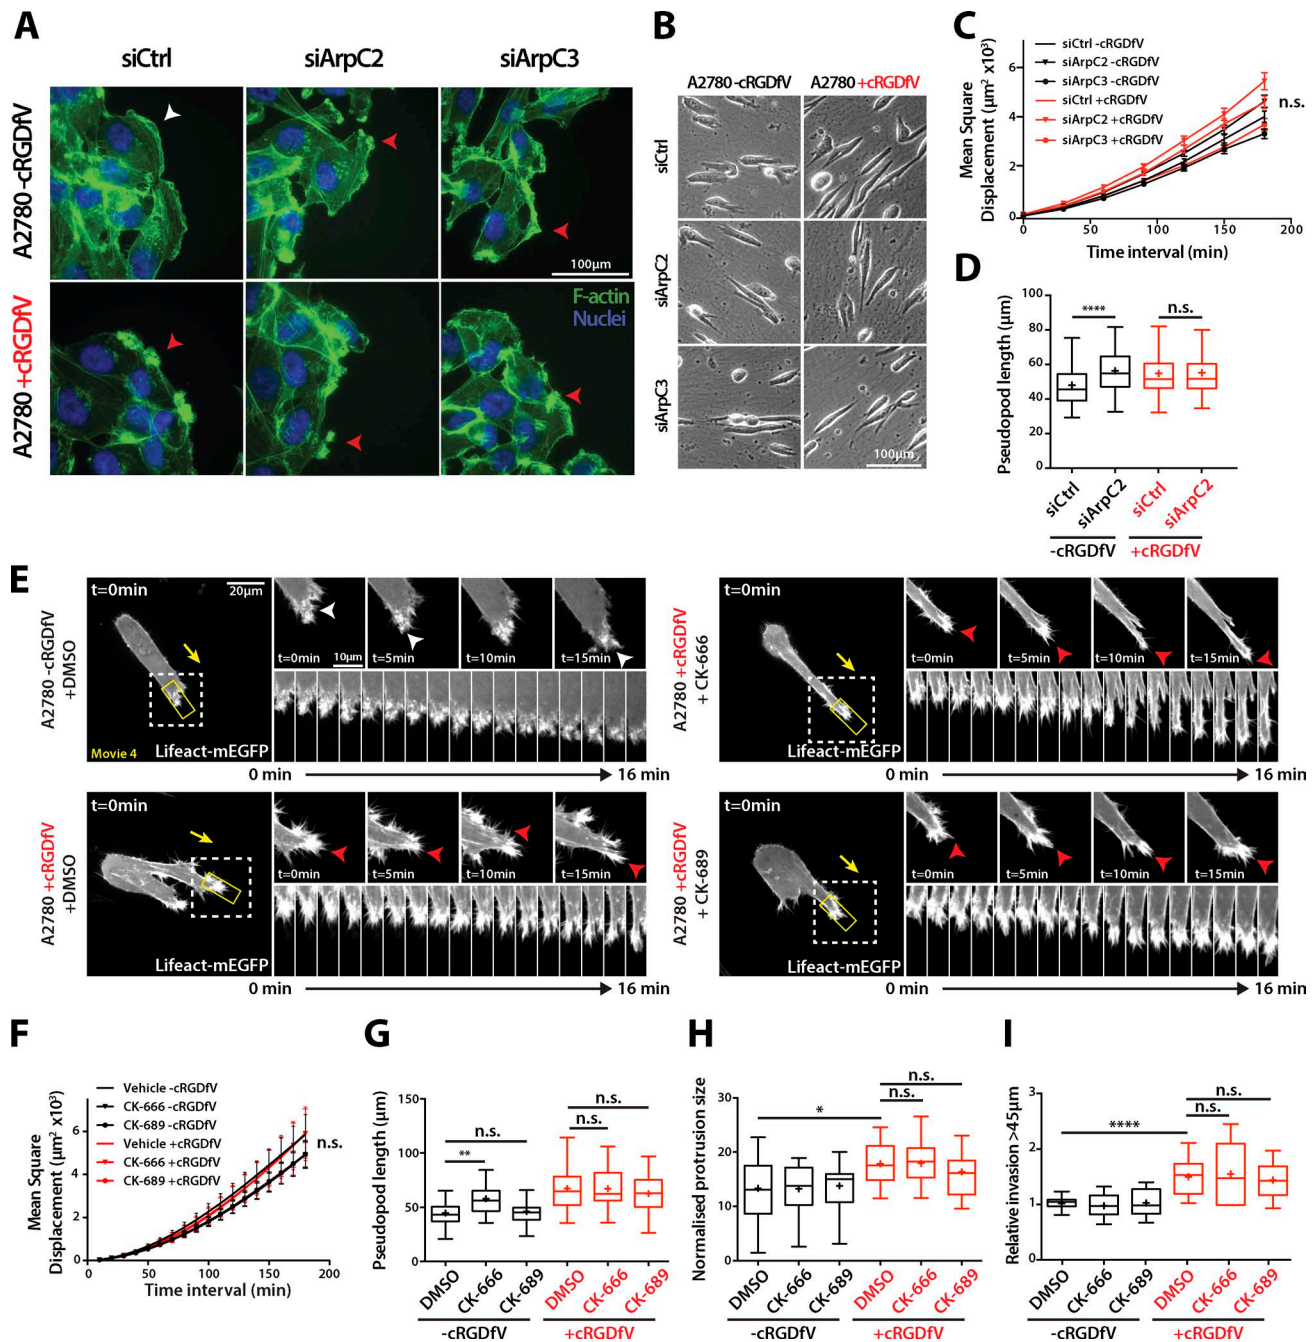 A
siCtrl
siArpC2
siArpC3
A2780 -cRGDfV
100μm
F-actin
Nuclei
A2780 +cRGDfV
B
A2780 -cRGDfV
A2780 +cRGDfV
siCtrl
siArpC2
siArpC3
100μm
C
Mean Square
Displacement (μm² x10³)
6
4
2
0
siCtrl -cRGDfV
siArpC2 -cRGDfV
siArpC3 -cRGDfV
siCtrl +cRGDfV
siArpC2 +cRGDfV
siArpC3 +cRGDfV
n.s.
0
50
100
150
200
Time interval (min)
D
Pseudopod length (μm)
100
80
60
40
20
0
****
n.s.
siCtrl
siArpC2
siCtrl
siArpC2
-cRGDfV
+cRGDfV
E
A2780 -cRGDfV
+DMSO
t=0min
20μm
Movie 4
Lifeact-mEGFP
t=0min
10μm
t=5min
t=10min
t=15min
0 min
16 min
A2780 +cRGDfV
+ CK-666
t=0min
Lifeact-mEGFP
t=0min
t=5min
t=10min
t=15min
0 min
16 min
A2780 +cRGDfV
+DMSO
t=0min
Lifeact-mEGFP
t=0min
t=5min
t=10min
t=15min
0 min
16 min
A2780 +cRGDfV
+ CK-689
t=0min
Lifeact-mEGFP
t=0min
t=5min
t=10min
t=15min
0 min
16 min
F
Mean Square
Displacement (μm² x10³)
6
4
2
0
Vehicle -cRGDfV
CK-666 -cRGDfV
CK-689 -cRGDfV
Vehicle +cRGDfV
CK-666 +cRGDfV
CK-689 +cRGDfV
n.s.
0
50
100
150
200
Time interval (min)
G
Pseudopod length (μm)
150
100
50
0
n.s.
**
n.s.
n.s.
DMSO
CK-666
CK-689
DMSO
CK-666
CK-689
-cRGDfV
+cRGDfV
H
Normalised protrusion size
30
20
10
0
*
n.s.
n.s.
DMSO
CK-666
CK-689
DMSO
CK-666
CK-689
-cRGDfV
+cRGDfV
I
Relative invasion >45μm
3
2
1
0
****
n.s.
n.s.
DMSO
CK-666
CK-689
DMSO
CK-666
CK-689
-cRGDfV
+cRGDfV